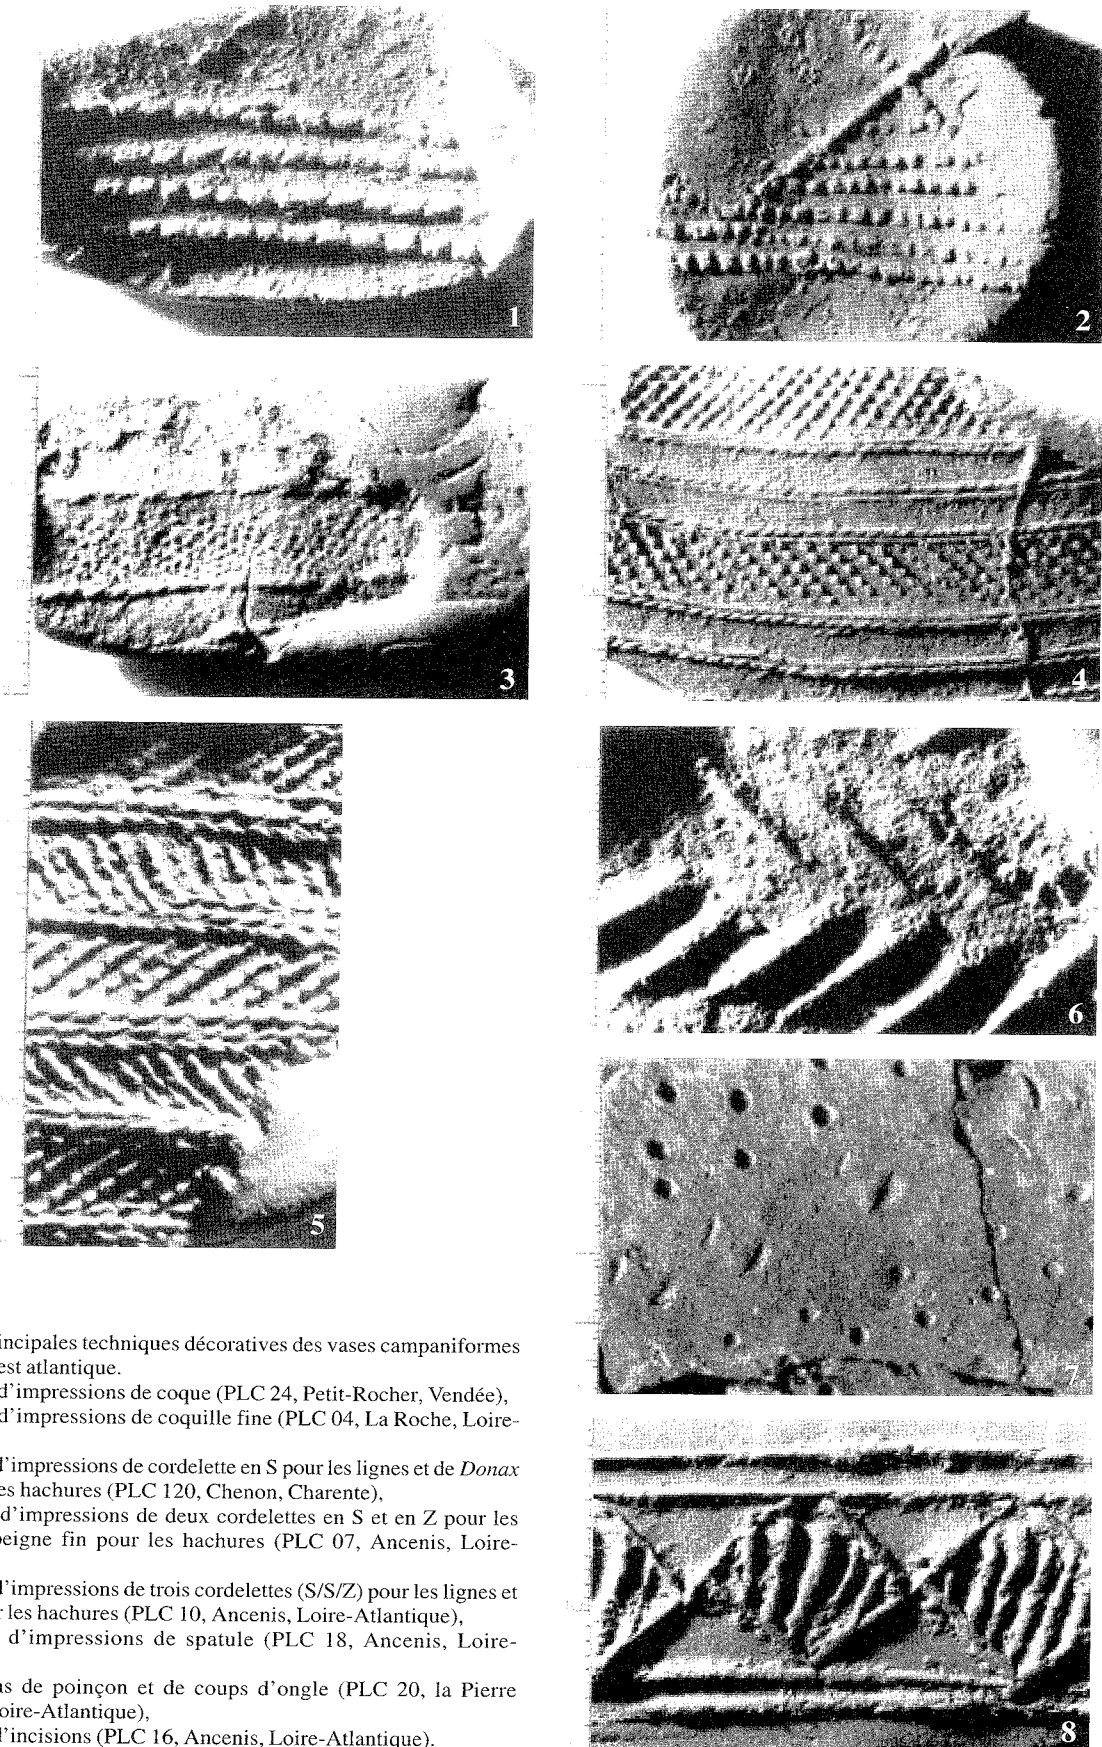 1
2
3
4
5
6
7
8
incipales techniques décoratives des vases campaniformes
est atlantique.
d'impressions de coque (PLC 24, Petit-Rocher, Vendée),
d'impressions de coquille fine (PLC 04, La Roche, Loire-
l'impressions de cordelette en S pour les lignes et de Donax
es hachures (PLC 120, Chenon, Charente),
d'impressions de deux cordelettes en S et en Z pour les
peigne fin pour les hachures (PLC 07, Ancenis, Loire-
l'impressions de trois cordelettes (S/S/Z) pour les lignes et
r les hachures (PLC 10, Ancenis, Loire-Atlantique),
d'impressions de spatule (PLC 18, Ancenis, Loire-
ns de poinçon et de coups d'ongle (PLC 20, la Pierre
oire-Atlantique),
l'incisions (PLC 16, Ancenis, Loire-Atlantique).